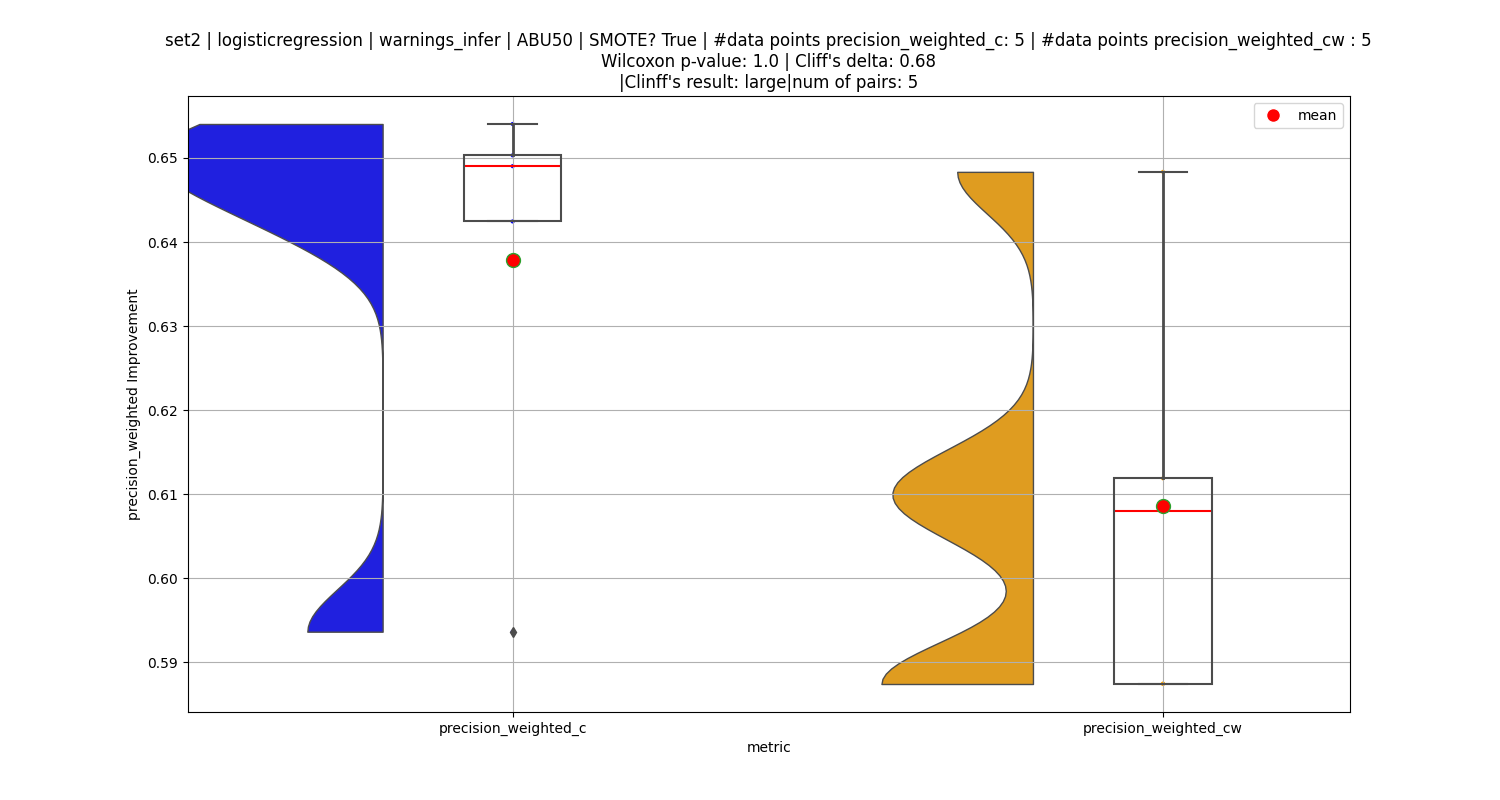 set2 | logisticregression | warnings_infer | ABU50 | SMOTE? True | #data points precision_weighted_c: 5 | #data points precision_weighted_cw : 5
Wilcoxon p-value: 1.0 | Cliff's delta: 0.68
|Clinff's result: large|num of pairs: 5
mean
precision_weighted Improvement
0.65
0.64
0.63
0.62
0.61
0.60
0.59
precision_weighted_c
precision_weighted_cw
metric